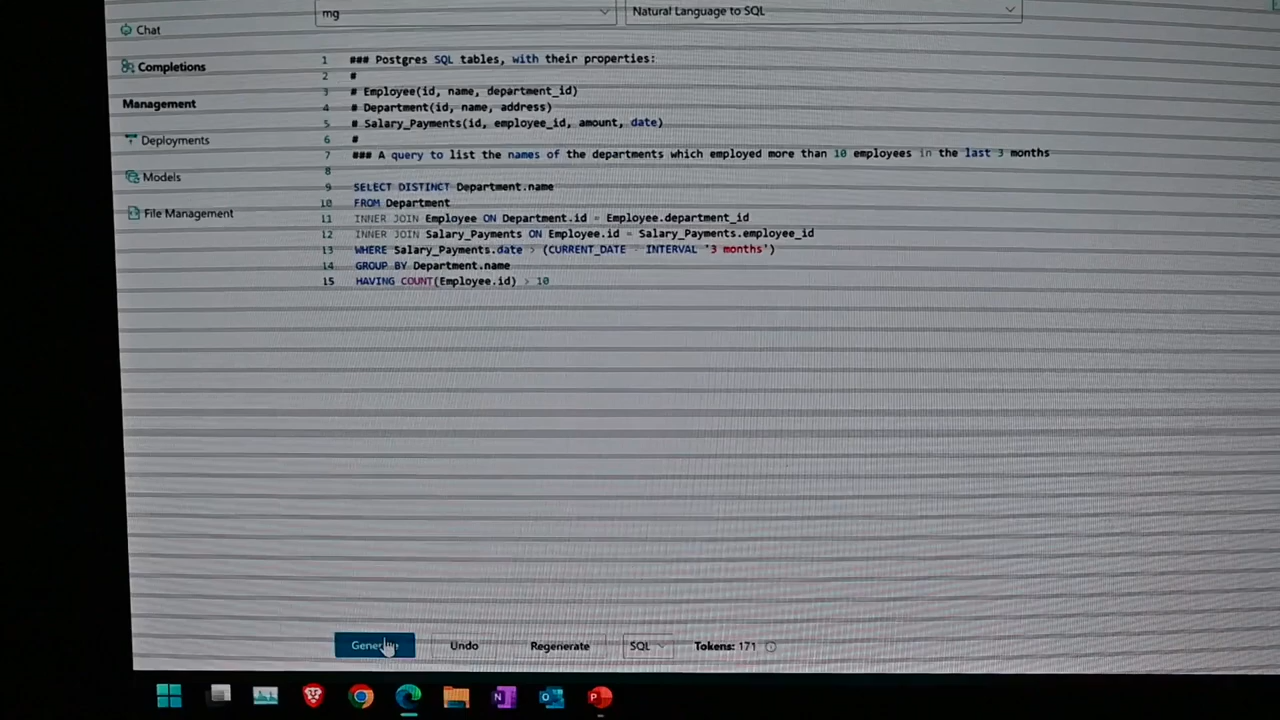 mg
Natural Language to SQL
Chat
Completions
Management
Deployments
Models
File Management
1 ### Postgres SQL tables, with their properties:
2 #
3 # Employee(id, name, department_id)
4 # Department(id, name, address)
5 # Salary_Payments(id, employee_id, amount, date)
6 #
7 ### A query to list the names of the departments which employed more than 10 employees in the last 3 months
8
9 SELECT DISTINCT Department.name
10 FROM Department
11 INNER JOIN Employee ON Department.id = Employee.department_id
12 INNER JOIN Salary_Payments ON Employee.id = Salary_Payments.employee_id
13 WHERE Salary_Payments.date > (CURRENT_DATE - INTERVAL '3 months')
14 GROUP BY Department.name
15 HAVING COUNT(Employee.id) > 10
Undo
Regenerate
SQL
Tokens: 171